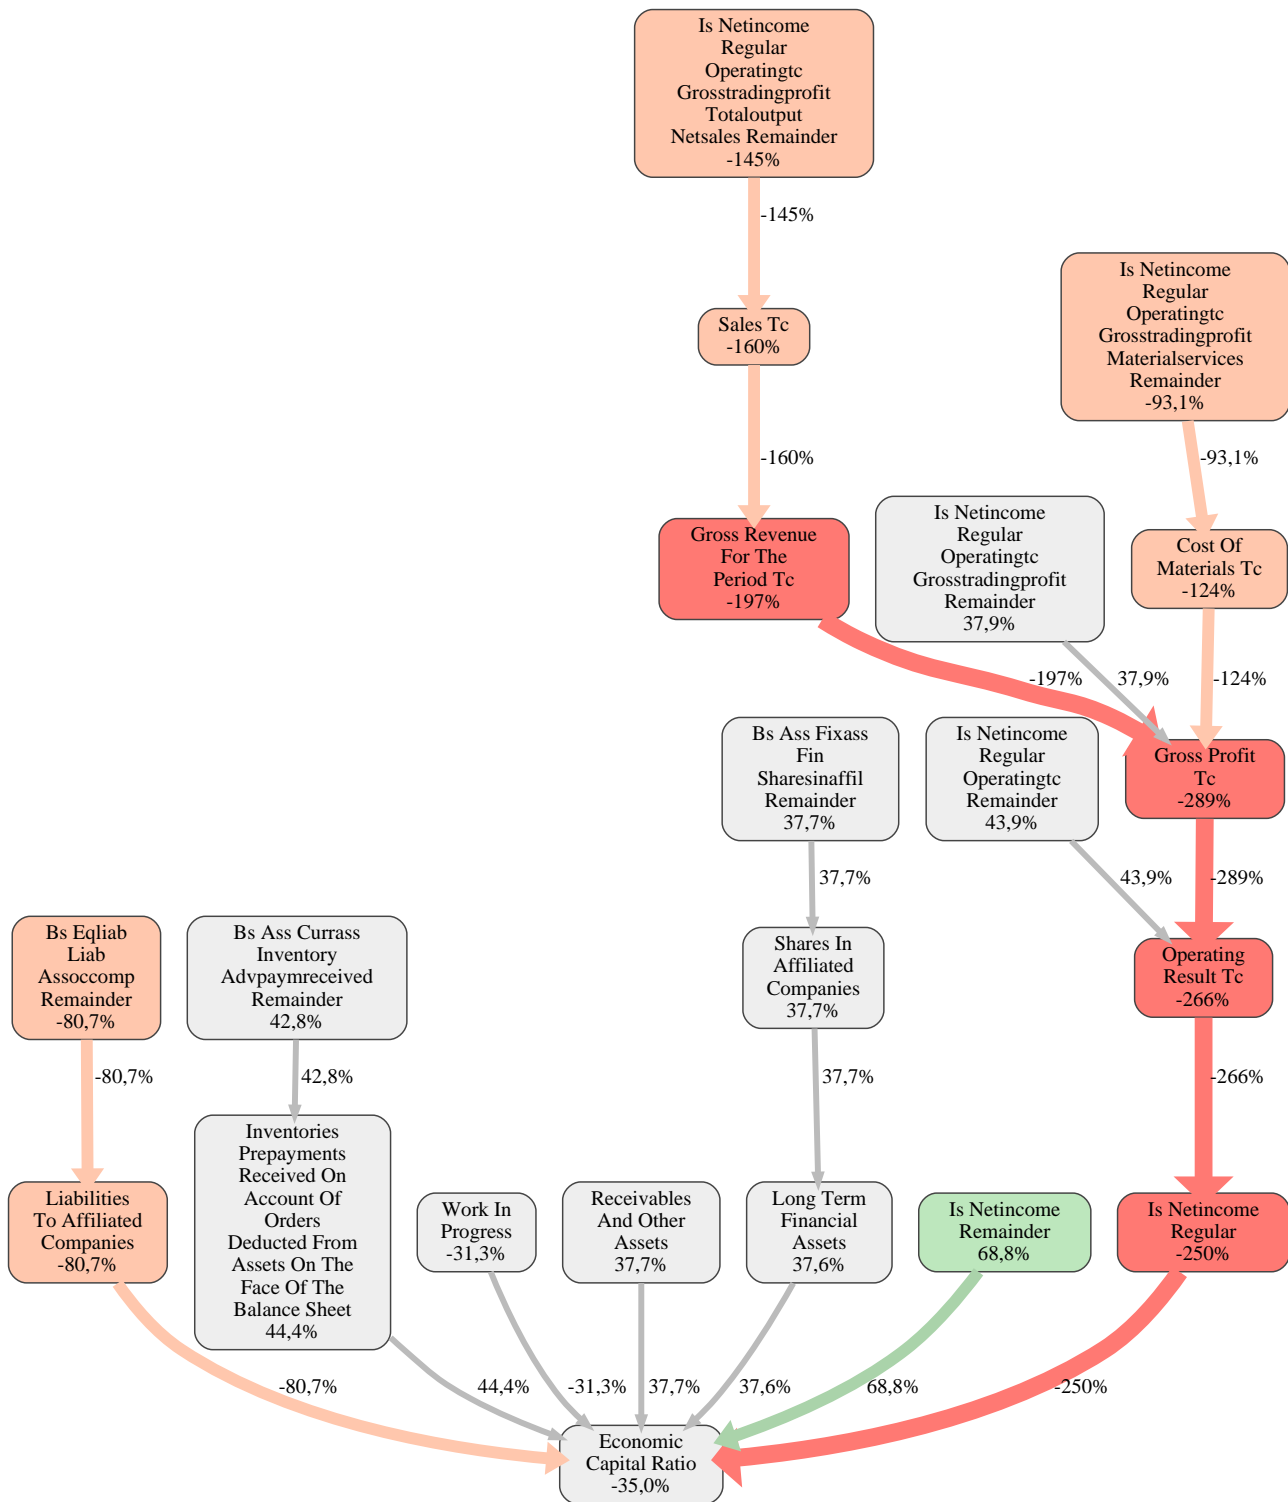 Is Netincome
Regular
Operatingtc
Grosstradingprofit
Totaloutput
Netsales Remainder
-145%
-145%
Is Netincome
Regular
Operatingtc
Grosstradingprofit
Materialservices
Remainder
-93,1%
Sales Tc
-160%
-160%
-93,1%
Is Netincome
Regular
Operatingtc
Grosstradingprofit
Remainder
37,9%
Gross Revenue
For The
Period Tc
-197%
Cost Of
Materials Tc
-124%
-197%
37,9%
-124%
Bs Ass Fixass
Fin
Sharesinaffil
Remainder
37,7%
Is Netincome
Regular
Operatingtc
Remainder
43,9%
Gross Profit
Tc
-289%
37,7%
43,9%
-289%
Bs Eqliab
Liab
Assoccomp
Remainder
-80,7%
Bs Ass Currass
Inventory
Advpaymreceived
Remainder
42,8%
Shares In
Affiliated
Companies
37,7%
Operating
Result Tc
-266%
-80,7%
42,8%
37,7%
-266%
Inventories
Prepayments
Received On
Account Of
Orders
Deducted From
Assets On The
Face Of The
Balance Sheet
44,4%
Liabilities
To Affiliated
Companies
-80,7%
Work In
Progress
-31,3%
Receivables
And Other
Assets
37,7%
Long Term
Financial
Assets
37,6%
Is Netincome
Remainder
68,8%
Is Netincome
Regular
-250%
-80,7%
44,4%
-31,3%
37,7%
37,6%
68,8%
-250%
Economic
Capital Ratio
-35,0%